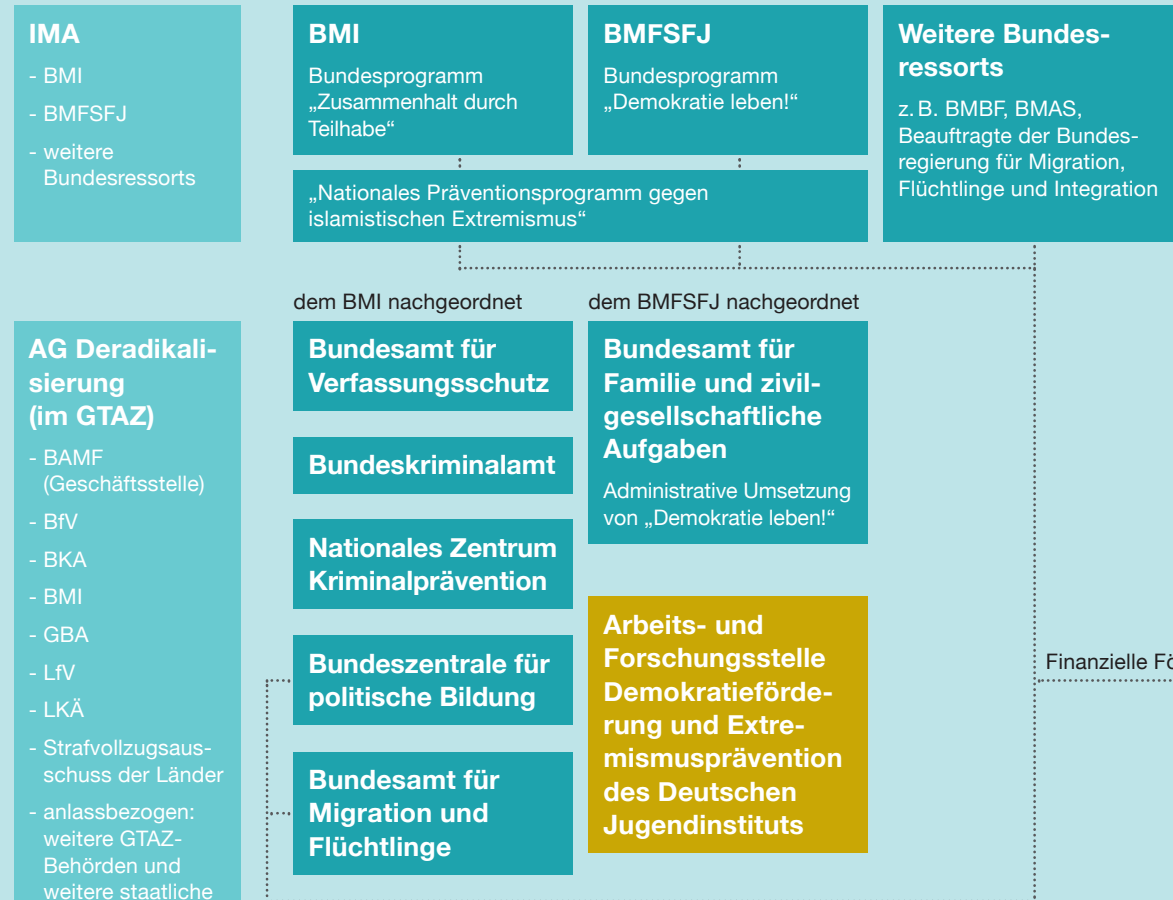 IMA
- BMI
- BMFSFJ
- weitere
Bundesressorts
BMI
Bundesprogramm
„Zusammenhalt durch
Teilhabe“
BMFSFJ
Bundesprogramm
„Demokratie leben!“
„Nationales Präventionsprogramm gegen
islamistischen Extremismus“
Weitere Bundes-
ressorts
z. B. BMBF, BMAS,
Beauftragte der Bundes-
regierung für Migration,
Flüchtlinge und Integration
AG Deradikali-
sierung
(im GTAZ)
- BAMF
(Geschäftsstelle)
- BfV
- BKA
- BMI
- GBA
- LfV
- LKÄ
- Strafvollzugsaus-
schuss der Länder
- anlassbezogen:
weitere GTAZ-
Behörden und
weitere staatliche
dem BMI nachgeordnet
Bundesamt für
Verfassungsschutz
Bundeskriminalamt
Nationales Zentrum
Kriminalprävention
Bundeszentrale für
politische Bildung
Bundesamt für
Migration und
Flüchtlinge
dem BMFSFJ nachgeordnet
Bundesamt für
Familie und zivil-
gesellschaftliche
Aufgaben
Administrative Umsetzung
von „Demokratie leben!“
Arbeits- und
Forschungsstelle
Demokratieförde-
rung und Extre-
mismusprävention
des Deutschen
Jugendinstituts
Finanzielle